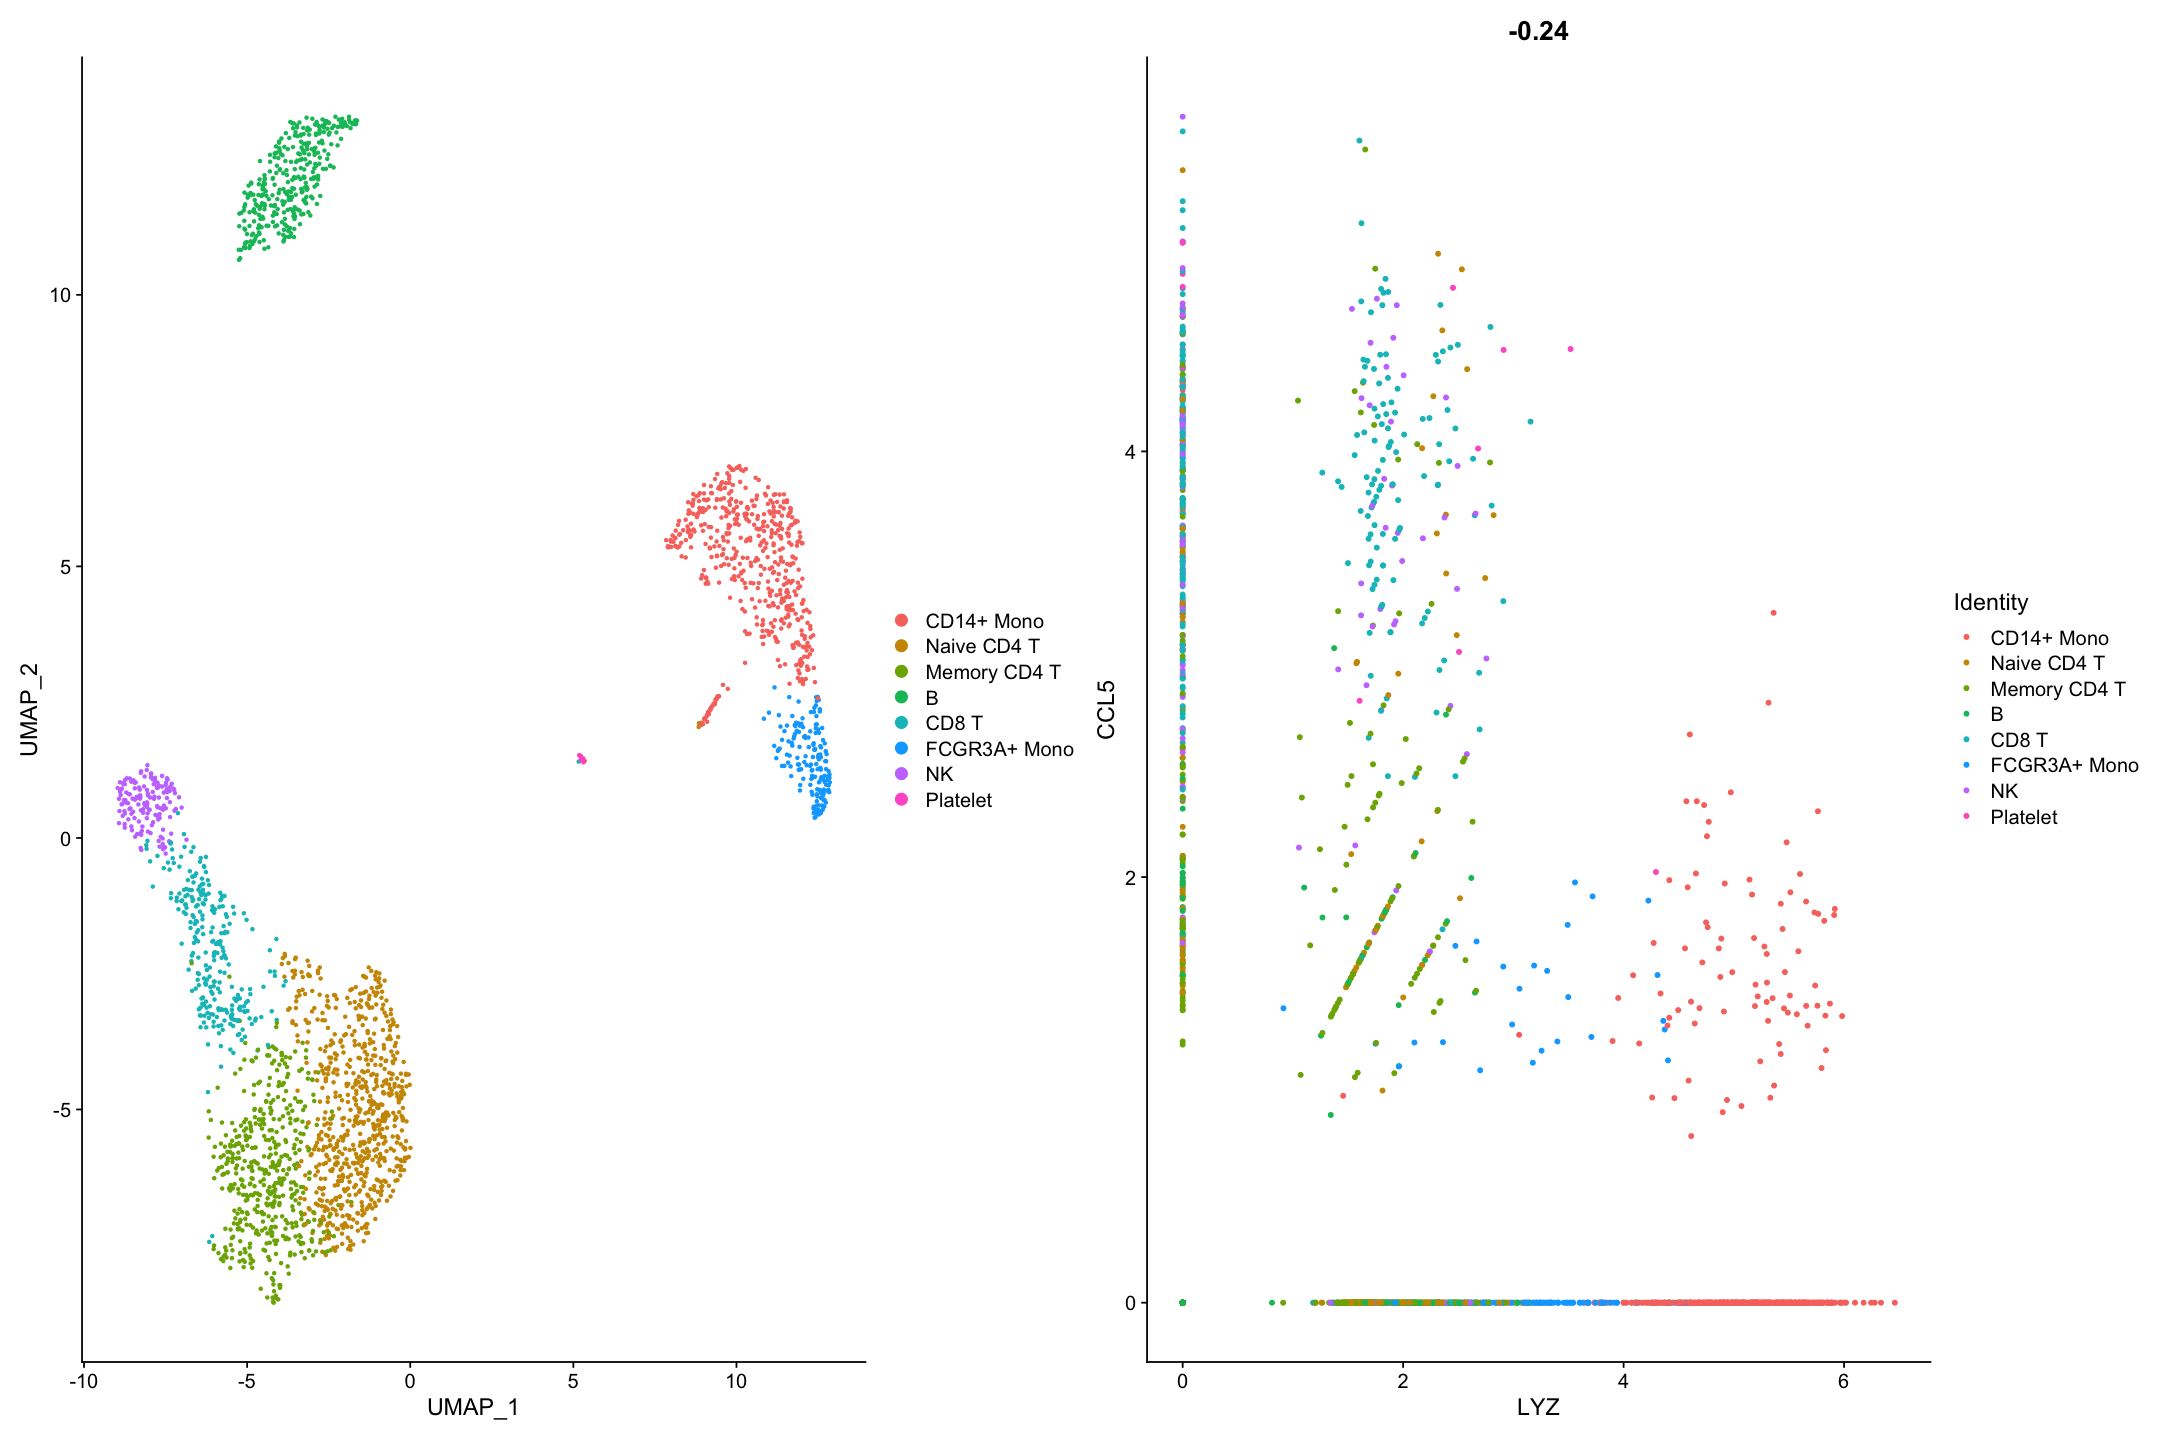 -0.24
10
5
0
-5
-10
-5
0
5
10
UMAP_1
UMAP_2
CD14+ Mono
Naive CD4 T
Memory CD4 T
B
CD8 T
FCGR3A+ Mono
NK
Platelet
4
2
0
0
2
4
6
LYZ
CCL5
Identity
CD14+ Mono
Naive CD4 T
Memory CD4 T
B
CD8 T
FCGR3A+ Mono
NK
Platelet